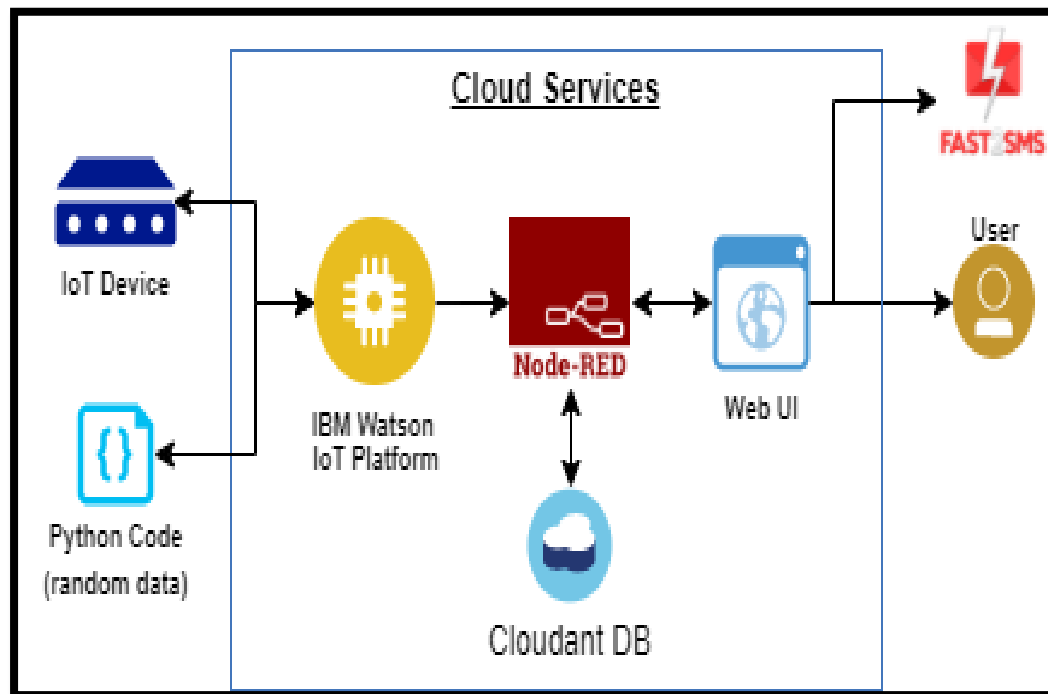 Cloud Services
FAST2SMS
IoT Device
User
Node-RED
IBM Watson
IoT Platform
Web UI
Python Code
(random data)
Cloudant DB